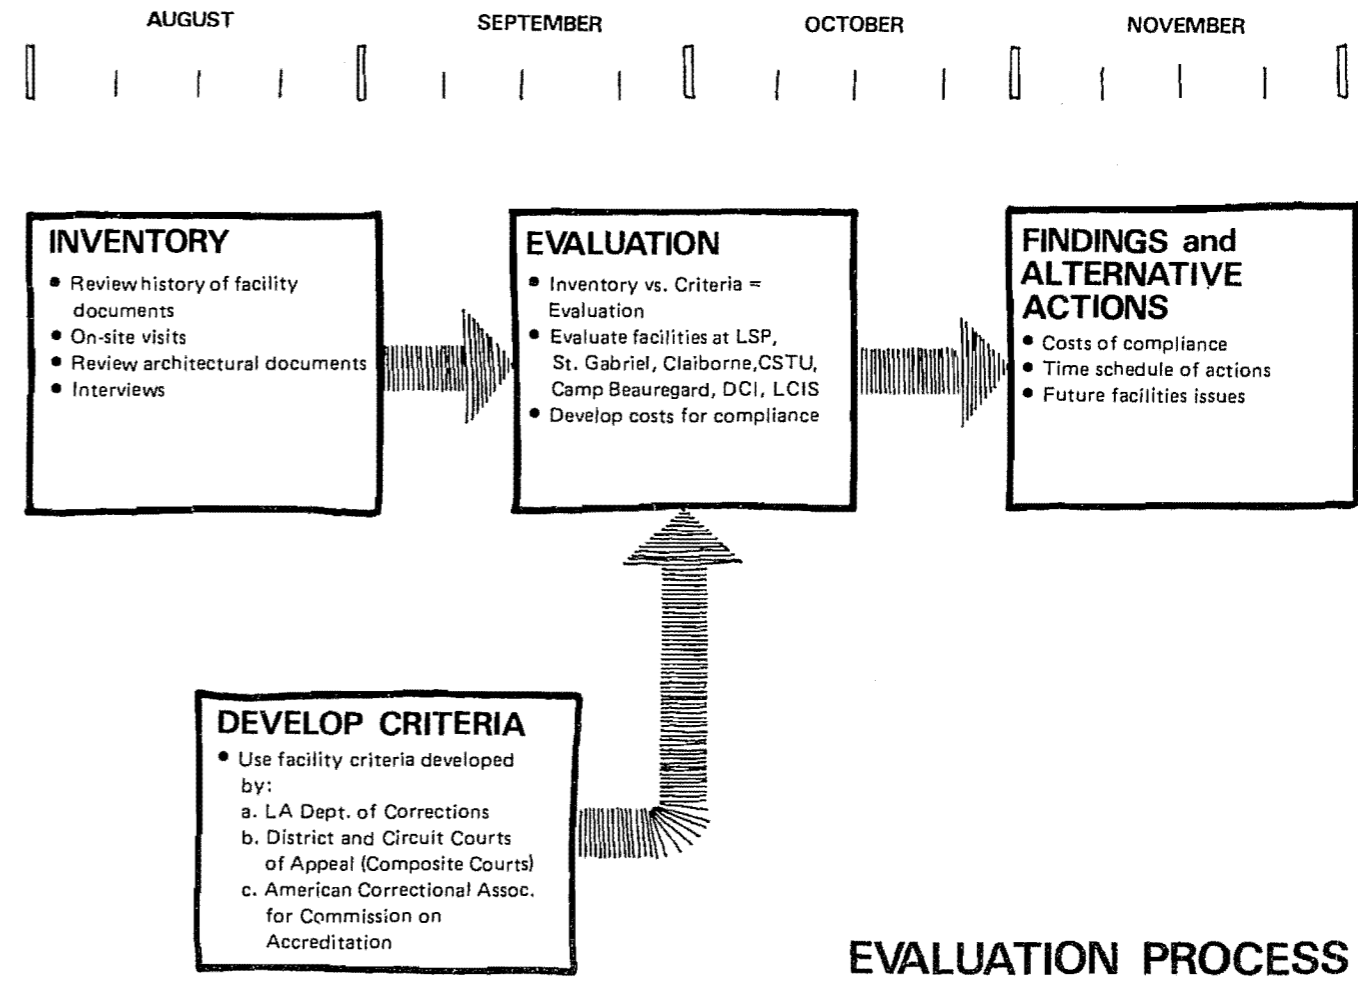 AUGUST
SEPTEMBER
OCTOBER
NOVEMBER
INVENTORY
• Review history of facility
documents
• On-site visits
• Review architectural documents
• Interviews
EVALUATION
• Inventory vs. Criteria =
Evaluation
• Evaluate facilities at LSP,
St. Gabriel, Claiborne,CSTU,
Camp Beauregard, DCI, LCIS
• Develop costs for compliance
FINDINGS and
ALTERNATIVE
ACTIONS
• Costs of compliance
• Time schedule of actions
• Future facilities issues
DEVELOP CRITERIA
• Use facility criteria developed
by:
a. LA Dept. of Corrections
b. District and Circuit Courts
of Appeal (Composite Courts)
c. American Correctional Assoc.
for Commission on
Accreditation
EVALUATION PROCESS